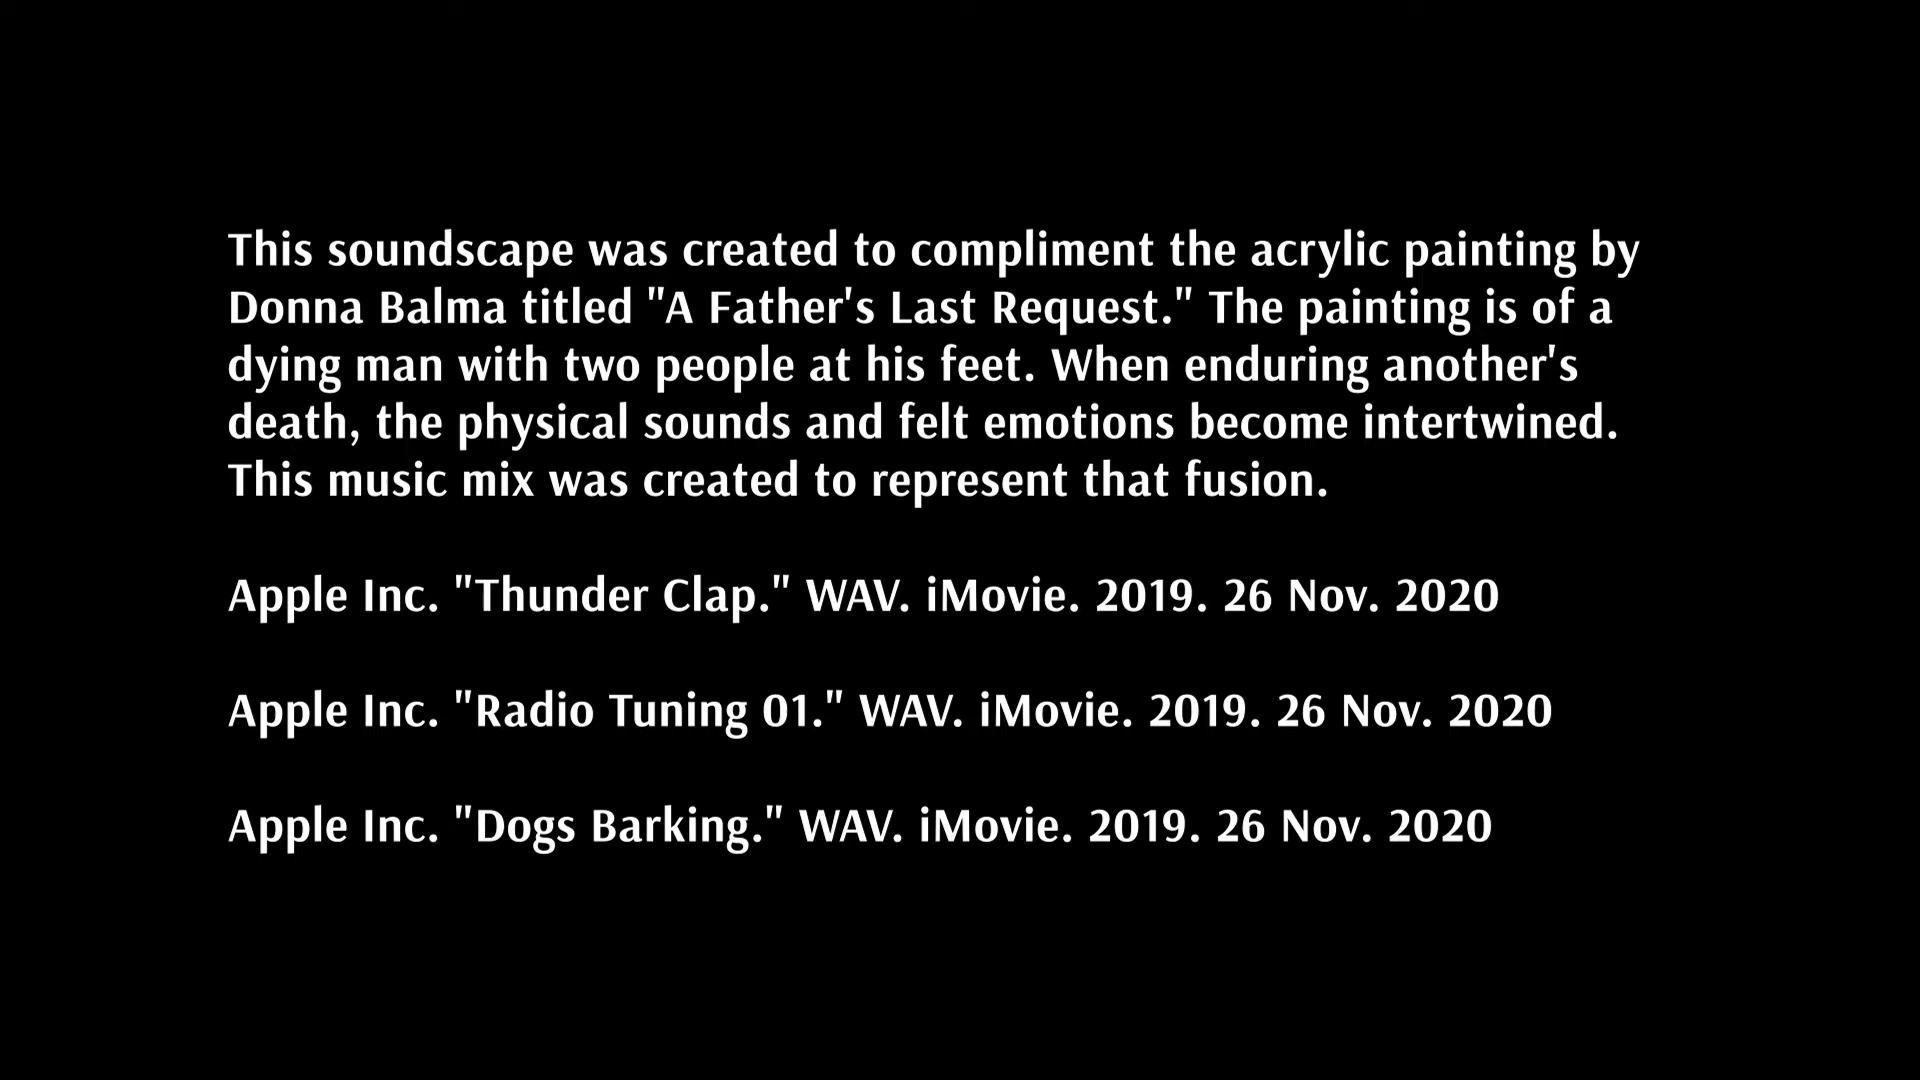 This soundscape was created to compliment the acrylic painting by
Donna Balma titled "A Father's Last Request." The painting is of a
dying man with two people at his feet. When enduring another's
death, the physical sounds and felt emotions become intertwined.
This music mix was created to represent that fusion.
Apple Inc. "Thunder Clap." WAV. iMovie. 2019. 26 Nov. 2020
Apple Inc. "Radio Tuning 01." WAV. iMovie. 2019. 26 Nov. 2020
Apple Inc. "Dogs Barking." WAV. iMovie. 2019. 26 Nov. 2020